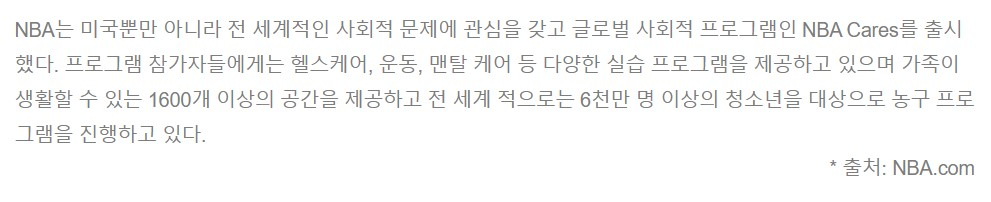 NBA는 미국뿐만 아니라 전 세계적인 사회적 문제에 관심을 갖고 글로벌 사회적 프로그램인 NBA Cares를 출시
했다. 프로그램 참가자들에게는 헬스케어, 운동, 맨탈 케어 등 다양한 실습 프로그램을 제공하고 있으며 가족이
생활할 수 있는 1600개 이상의 공간을 제공하고 전 세계 적으로는 6천만 명 이상의 청소년을 대상으로 농구 프로
그램을 진행하고 있다.
* 출처: NBA.com